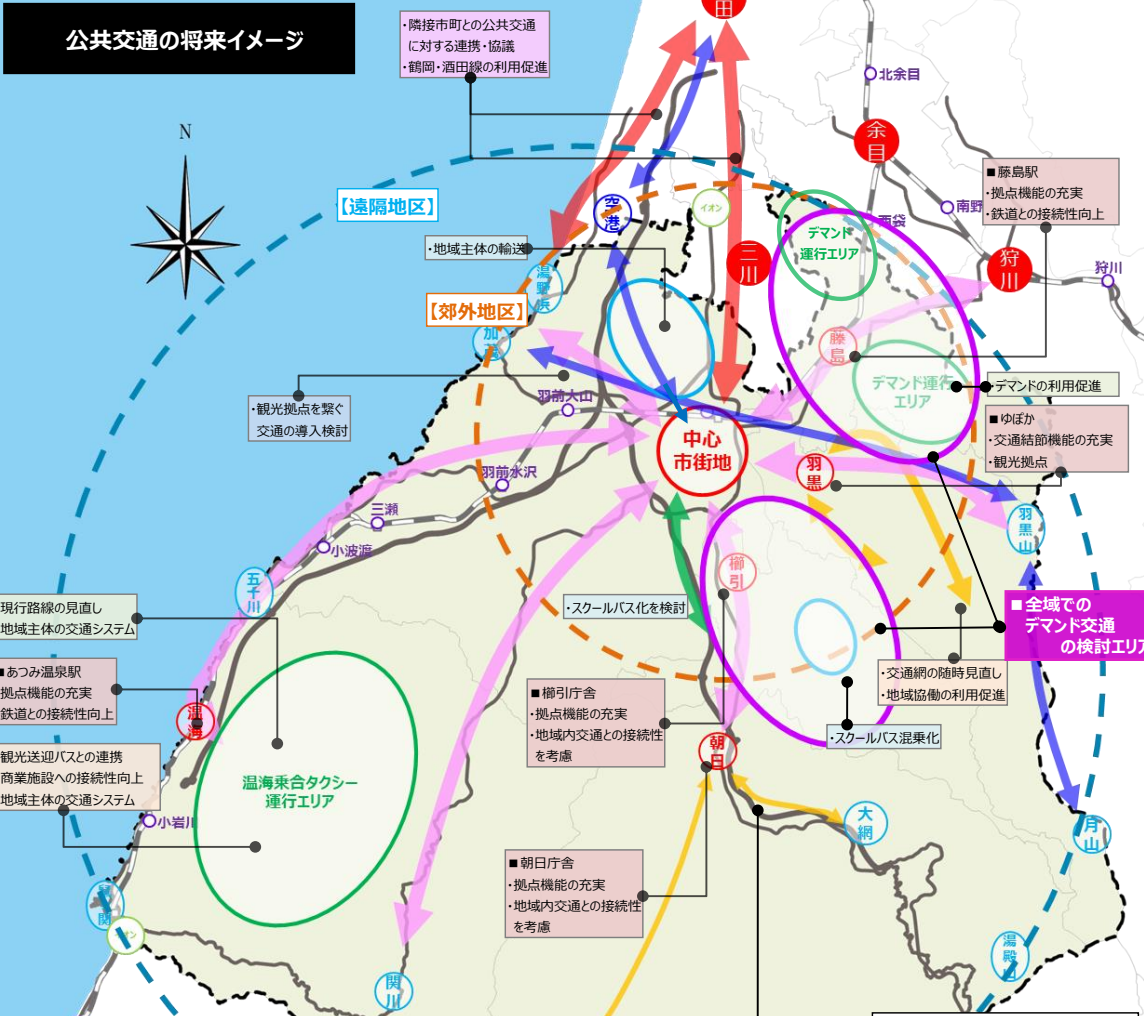 公共交通の将来イメージ
・隣接市町との公共交通
に対する連携・協議
・鶴岡・酒田線の利用促進
田
北余目
余目
N
■藤島駅
・拠点機能の充実
・鉄道との接続性向上
【遠隔地区】
空港
イオン
デマンド
運行エリア
西袋
南野
・地域主体の輸送
三川
狩川
狩川
湯野浜
【郊外地区】
加茂
藤島
デマンド運行
エリア
・デマンドの利用促進
・観光拠点を繋ぐ
交通の導入検討
羽前大山
■ゆぽか
・交通結節機能の充実
・観光拠点
中心
市街地
羽黒
羽前水沢
三瀬
小波渡
羽黒山
五十川
櫛引
現行路線の見直し
地域主体の交通システム
・スクールバス化を検討
■全域での
デマンド交通
の検討エリア
■あつみ温泉駅
拠点機能の充実
鉄道との接続性向上
・交通網の随時見直し
・地域協働の利用促進
■櫛引庁舎
・拠点機能の充実
・地域内交通との接続性
を考慮
温海
・スクールバス混乗化
朝日
観光送迎バスとの連携
商業施設への接続性向上
地域主体の交通システム
温海乗合タクシー
運行エリア
小岩川
大網
月山
■朝日庁舎
・拠点機能の充実
・地域内交通との接続性
を考慮
鼠関
イオン
湯殿山
関川